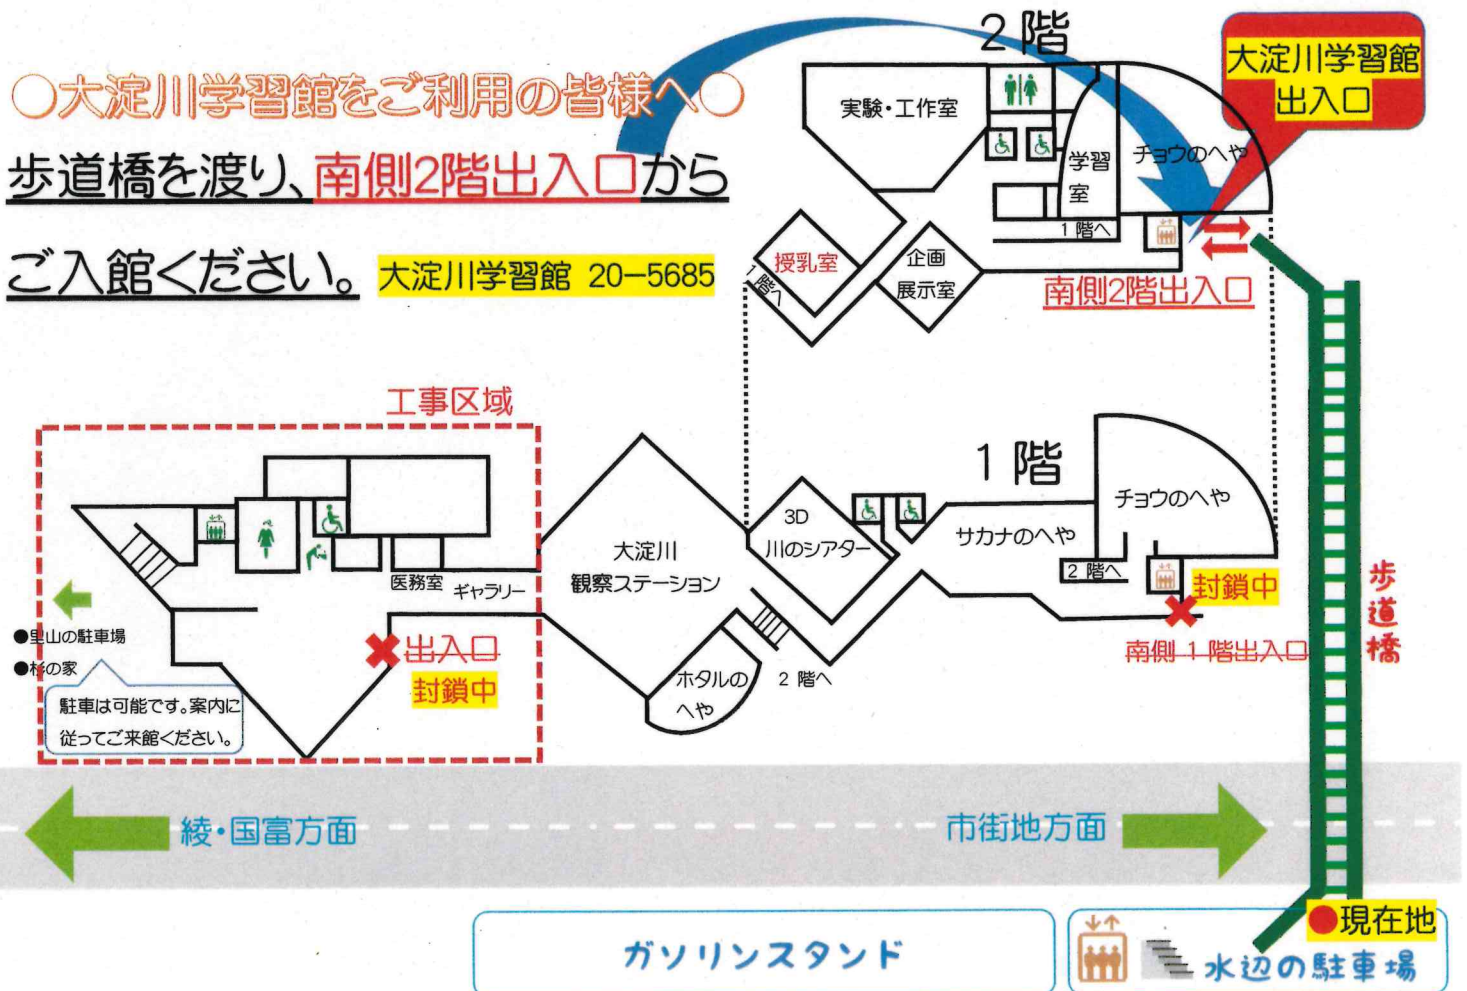 ○大淀川学習館をご利用の皆様へ○
歩道橋を渡り、南側2階出入口から
ご入館ください。
大淀川学習館 20-5685
2階
大淀川学習館
出入口
実験・工作室
学習
室
チョウのへや
1階へ
授乳室
1階へ
企画
展示室
南側2階出入口
工事区域
1階
チョウのへや
サカナのへや
3D
川のシアター
大淀川
観察ステーション
2階へ
封鎖中
南側1階出入口
医務室
ギャラリー
●里山の駐車場
●杉の家
駐車は可能です。案内に
従ってご来館ください。
出入口
封鎖中
ホタルの
へや
2階へ
歩道橋
綾・国富方面
市街地方面
●現在地
ガソリンスタンド
水辺の駐車場